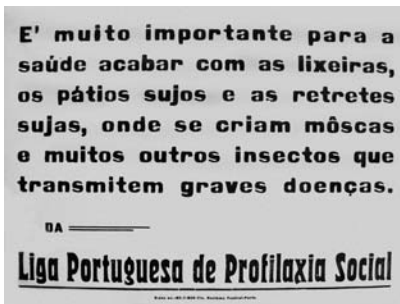 E' muito importante para a
saúde acabar com as lixeiras,
os pátios sujos e as retretes
sujas, onde se criam môscas
e muitos outros insectos que
transmitem graves doenças.
DA
Liga Portuguesa de Profilaxia Social